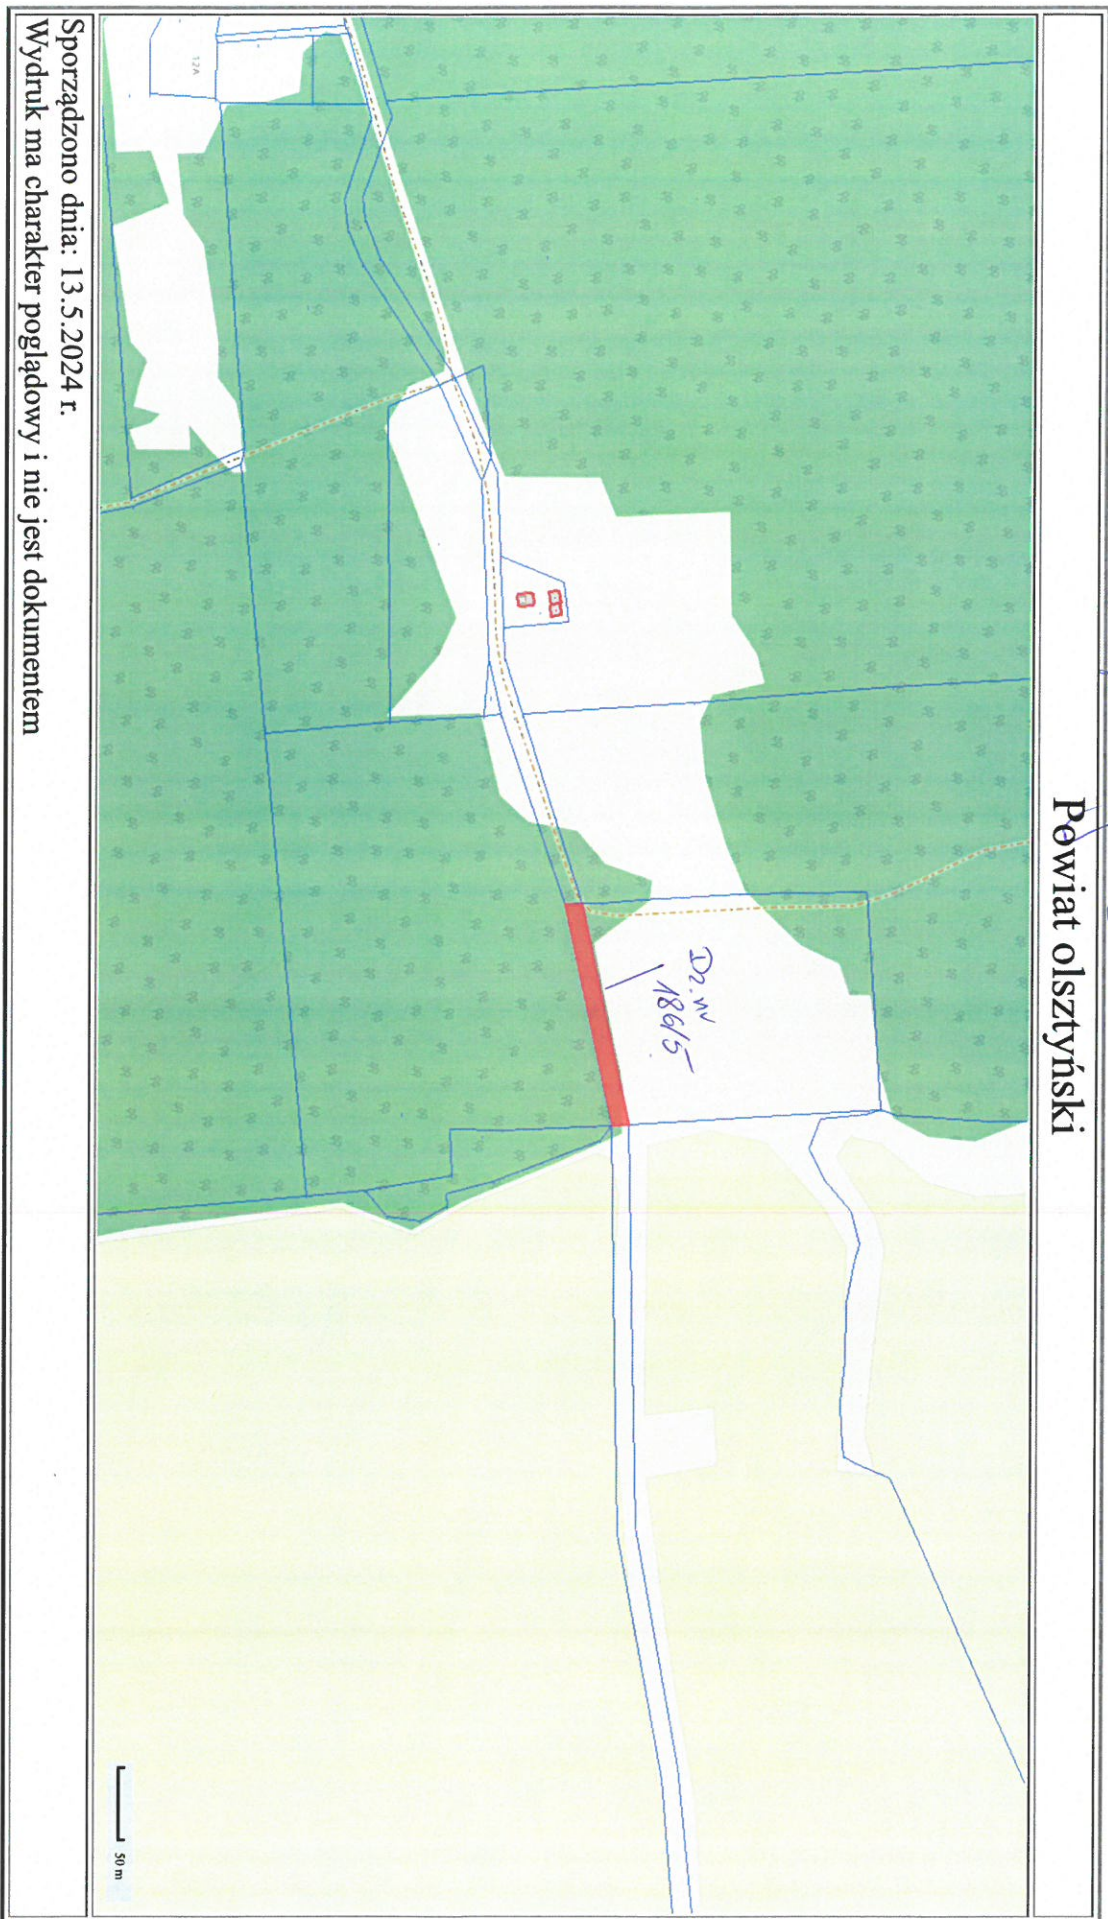 Powiat olsztyński
Dz. nr
186/5
12A
50 m
Sporządzono dnia: 13.5.2024 r.
Wydruk ma charakter poglądowy i nie jest dokumentem